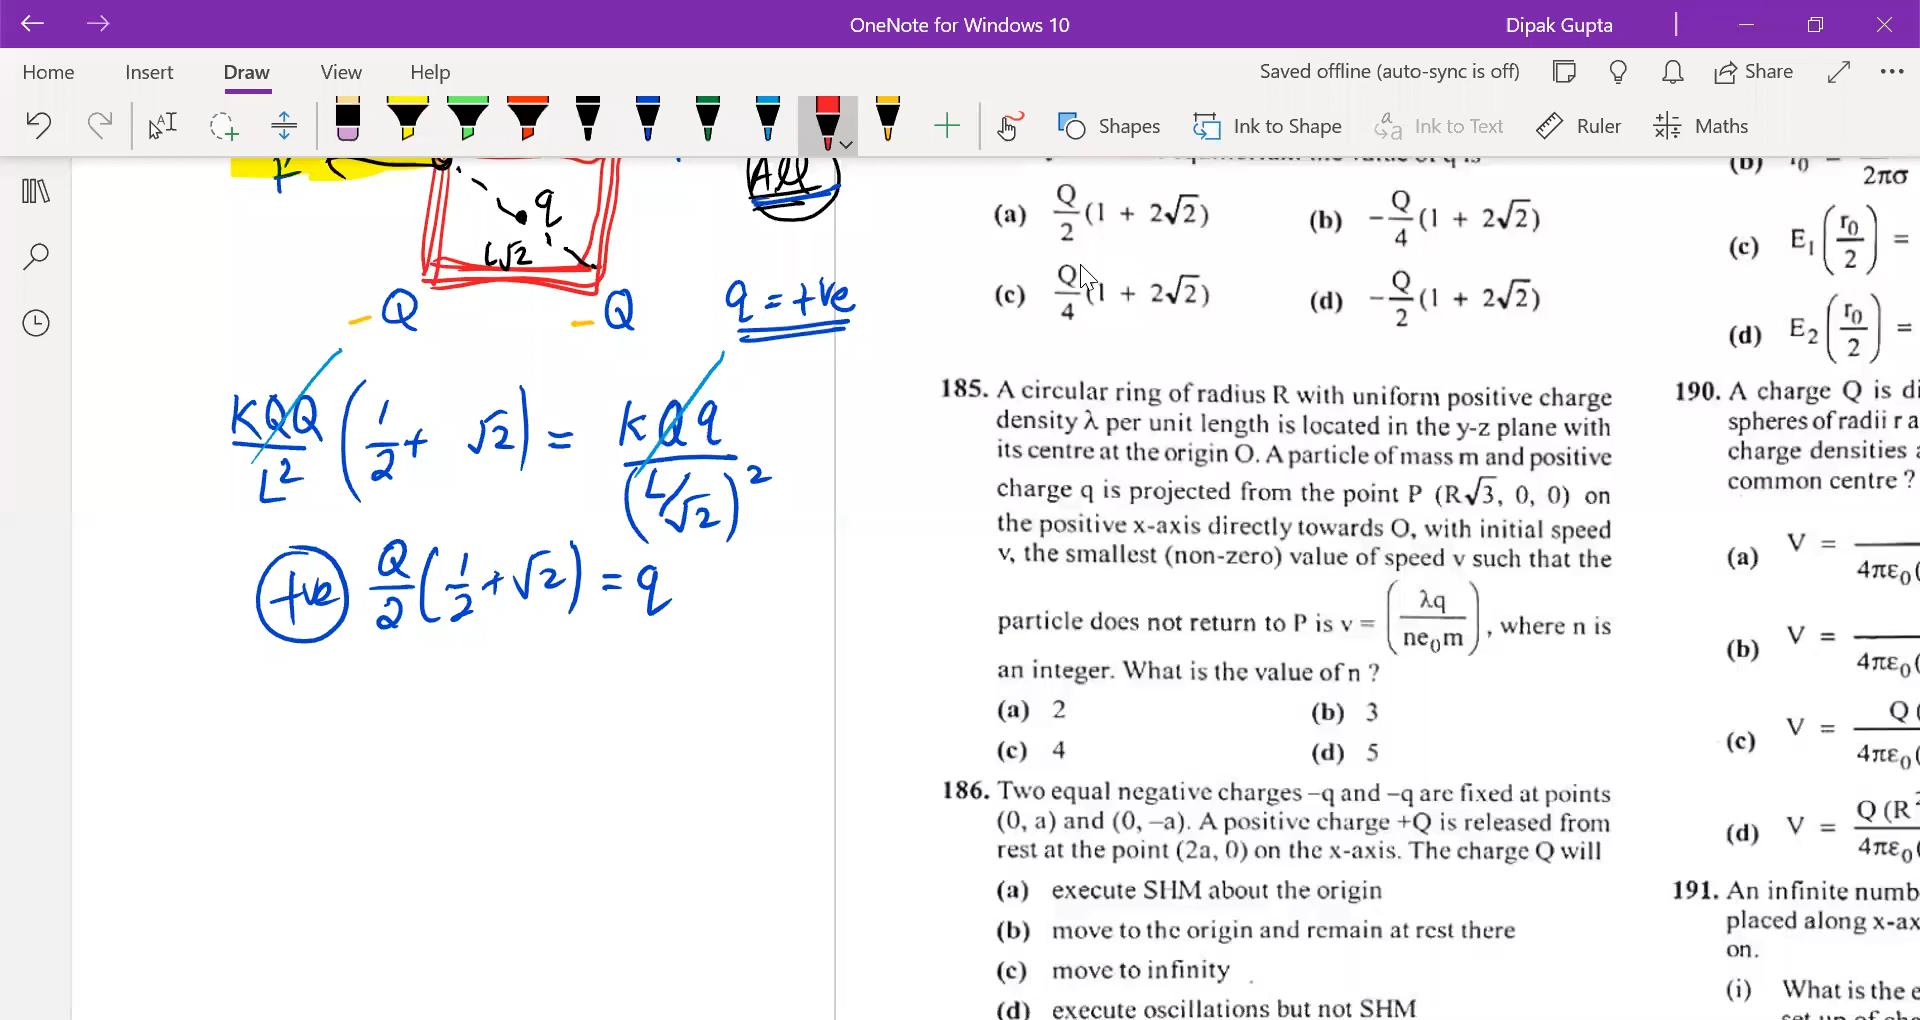 OneNote for Windows 10
Dipak Gupta
Home Insert Draw View Help
Saved offline (auto-sync is off) Share
Shapes Ink to Shape Ink to Text Ruler Maths
F
All
q
L√2
- Q - Q
q = +ve
KQQ/L² (1/2 + √2) = KQq/(L/√2)²
+ve Q/2 (1/2 + √2) = q
(a) Q/2 (1 + 2√2) (b) -Q/4 (1 + 2√2)
(c) Q/4 (1 + 2√2) (d) -Q/2 (1 + 2√2)
185. A circular ring of radius R with uniform positive charge
density λ per unit length is located in the y-z plane with
its centre at the origin O. A particle of mass m and positive
charge q is projected from the point P (R√3, 0, 0) on
the positive x-axis directly towards O, with initial speed
v, the smallest (non-zero) value of speed v such that the
particle does not return to P is v = (λq/ne₀m), where n is
an integer. What is the value of n ?
(a) 2 (b) 3
(c) 4 (d) 5
186. Two equal negative charges –q and –q are fixed at points
(0, a) and (0, –a). A positive charge +Q is released from
rest at the point (2a, 0) on the x-axis. The charge Q will
(a) execute SHM about the origin
(b) move to the origin and remain at rest there
(c) move to infinity
(d) execute oscillations but not SHM
(b) r₀ = /2πσ
(c) E₁ (r₀/2) =
(d) E₂ (r₀/2) =
190. A charge Q is di
spheres of radii r a
charge densities
common centre ?
(a) V = /4πε₀(
(b) V = /4πε₀(
(c) V = Q(/4πε₀(
(d) V = Q (R²/4πε₀(
191. An infinite numb
placed along x-ax
on.
(i) What is the e